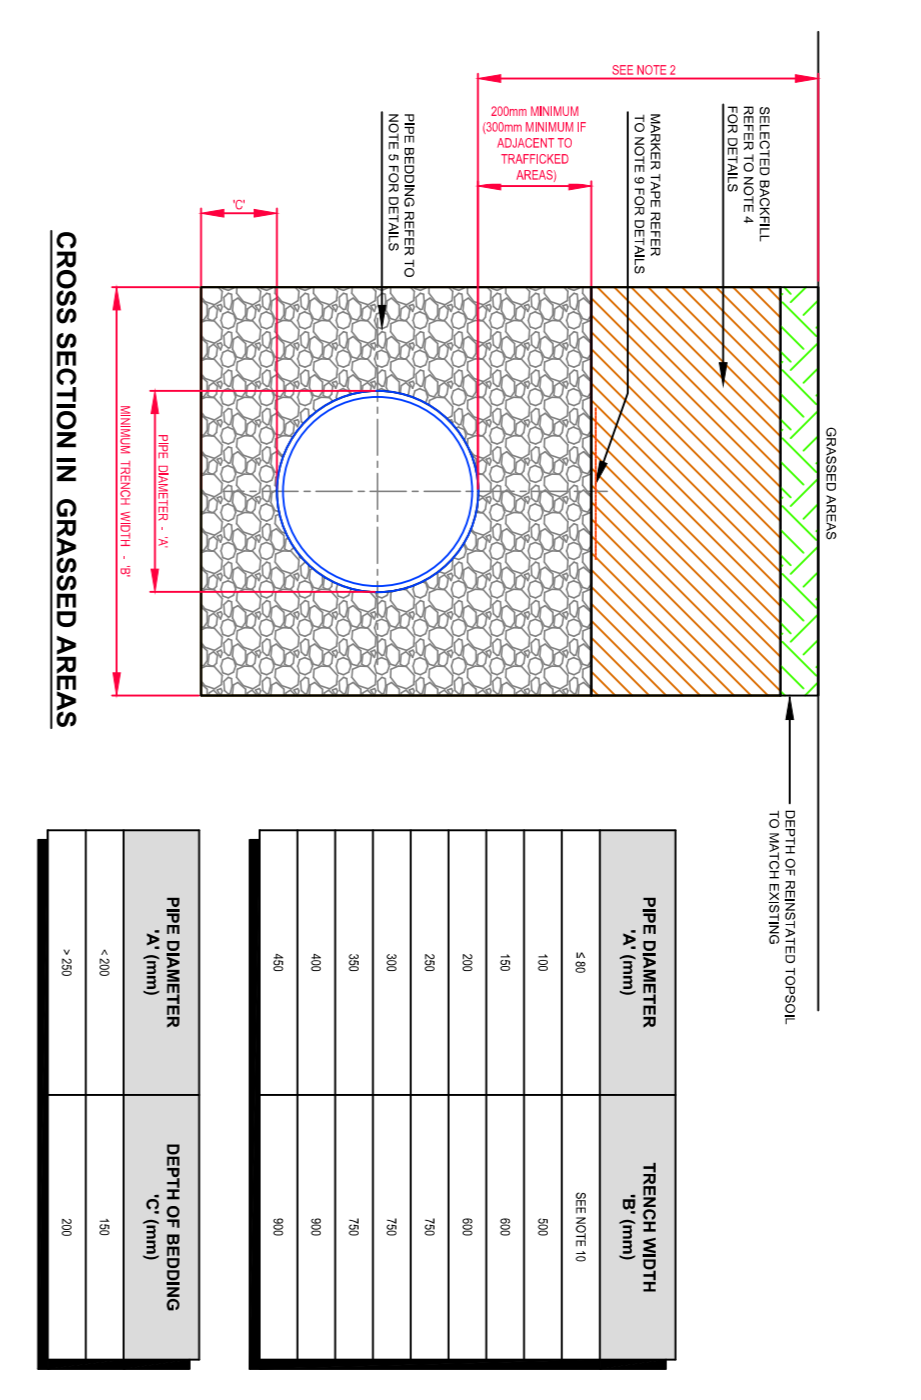 GRASSED AREAS
SEE NOTE 2
SELECTED BACKFILL
REFER TO NOTE 4
FOR DETAILS
MARKER TAPE REFER
TO NOTE 9 FOR DETAILS
200mm MINIMUM
(300mm MINIMUM IF
ADJACENT TO
TRAFFICKED
AREAS)
PIPE BEDDING REFER TO
NOTE 5 FOR DETAILS
'C'
DEPTH OF REINSTATED TOPSOIL
TO MATCH EXISTING
PIPE DIAMETER - 'A'
MINIMUM TRENCH WIDTH - 'B'
CROSS SECTION IN GRASSED AREAS
PIPE DIAMETER
'A' (mm)
TRENCH WIDTH
'B' (mm)
≤ 80 SEE NOTE 10
100 500
150 600
200 600
250 750
300 750
350 750
400 900
450 900
PIPE DIAMETER
'A' (mm)
DEPTH OF BEDDING
'C' (mm)
< 200 150
> 250 200